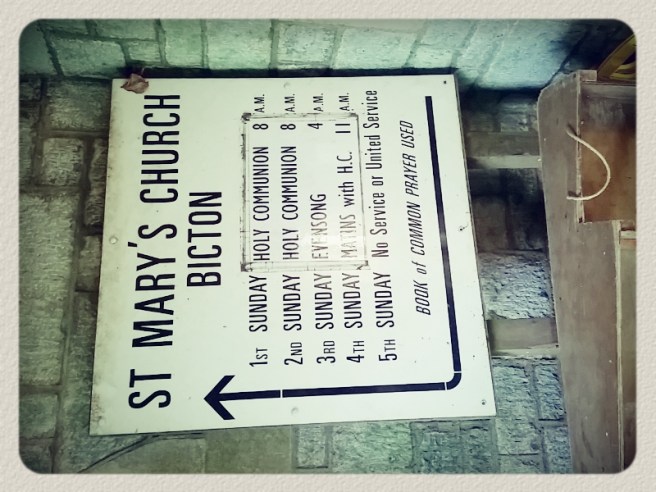 ST MARY'S CHURCH
BICTON
1ST SUNDAY HOLY COMMUNION 8 A.M.
2ND SUNDAY HOLY COMMUNION 8 A.M.
3RD SUNDAY EVENSONG 4 A.M.
4TH SUNDAY MATINS with H.C. 11 A.M.
5TH SUNDAY No Service or United Service
BOOK of COMMON PRAYER USED